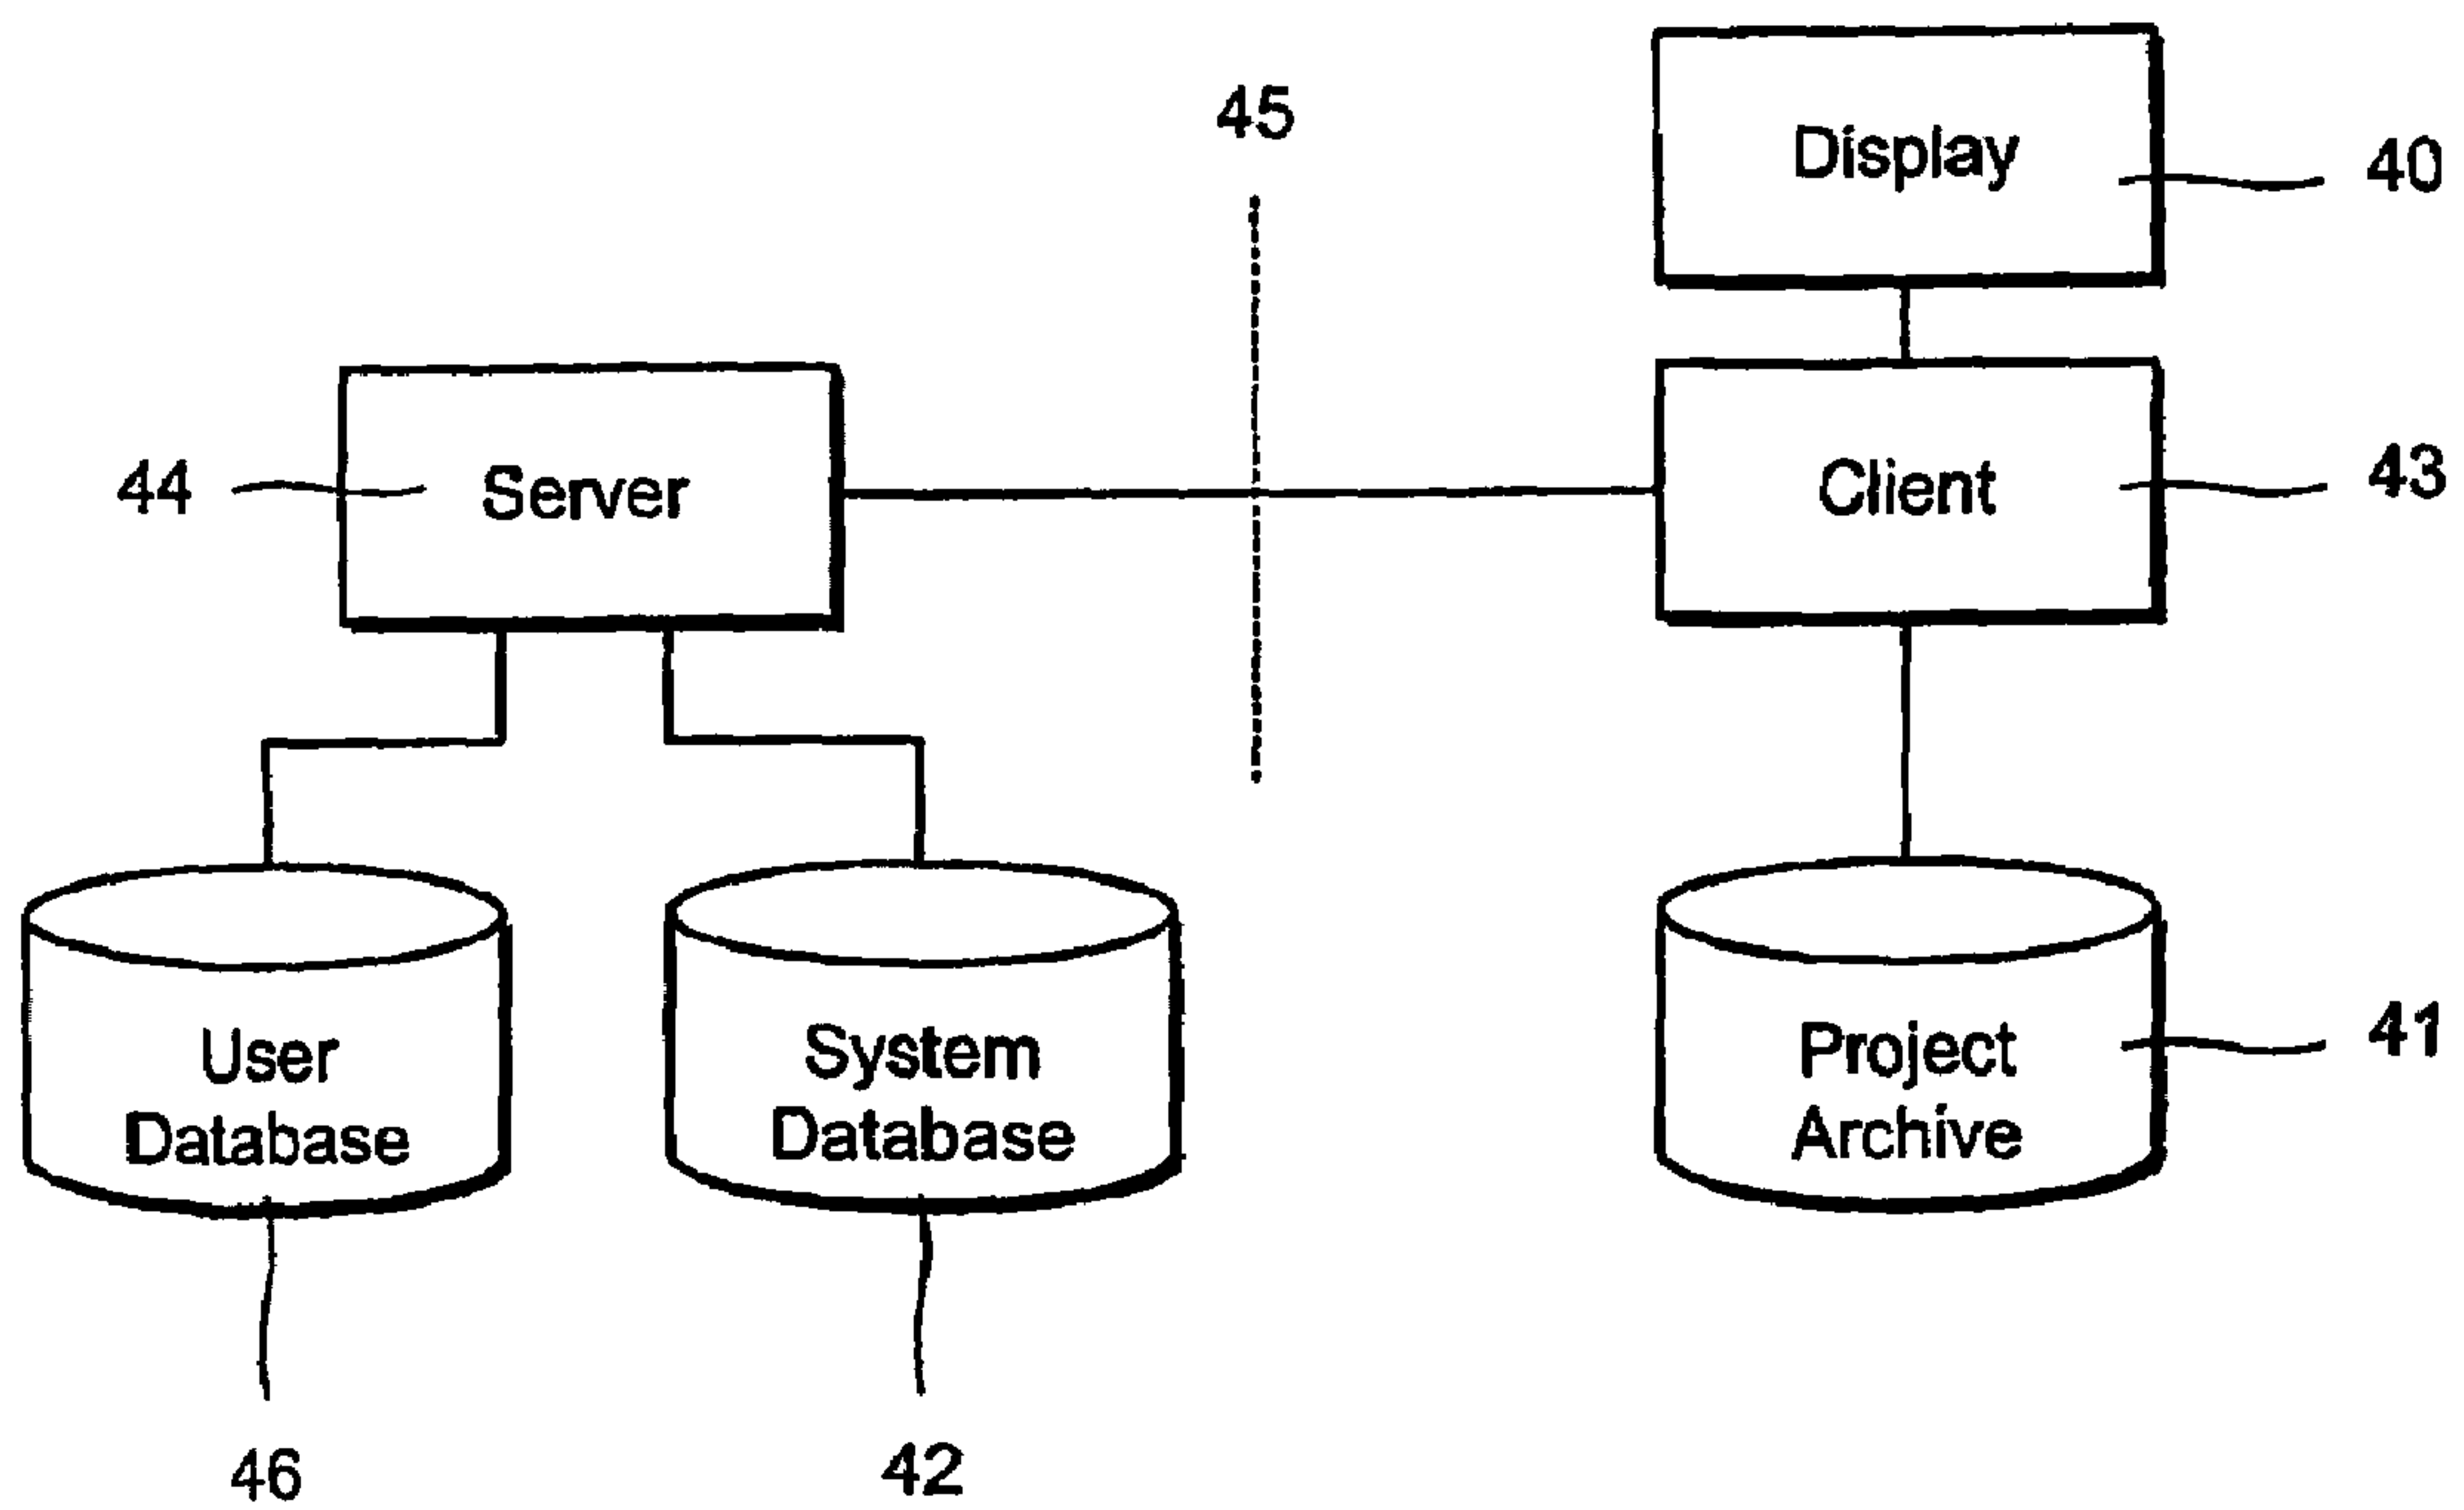 45
Display
40
44
Server
Client
43
User
Database
System
Database
Project
Archive
41
46
42